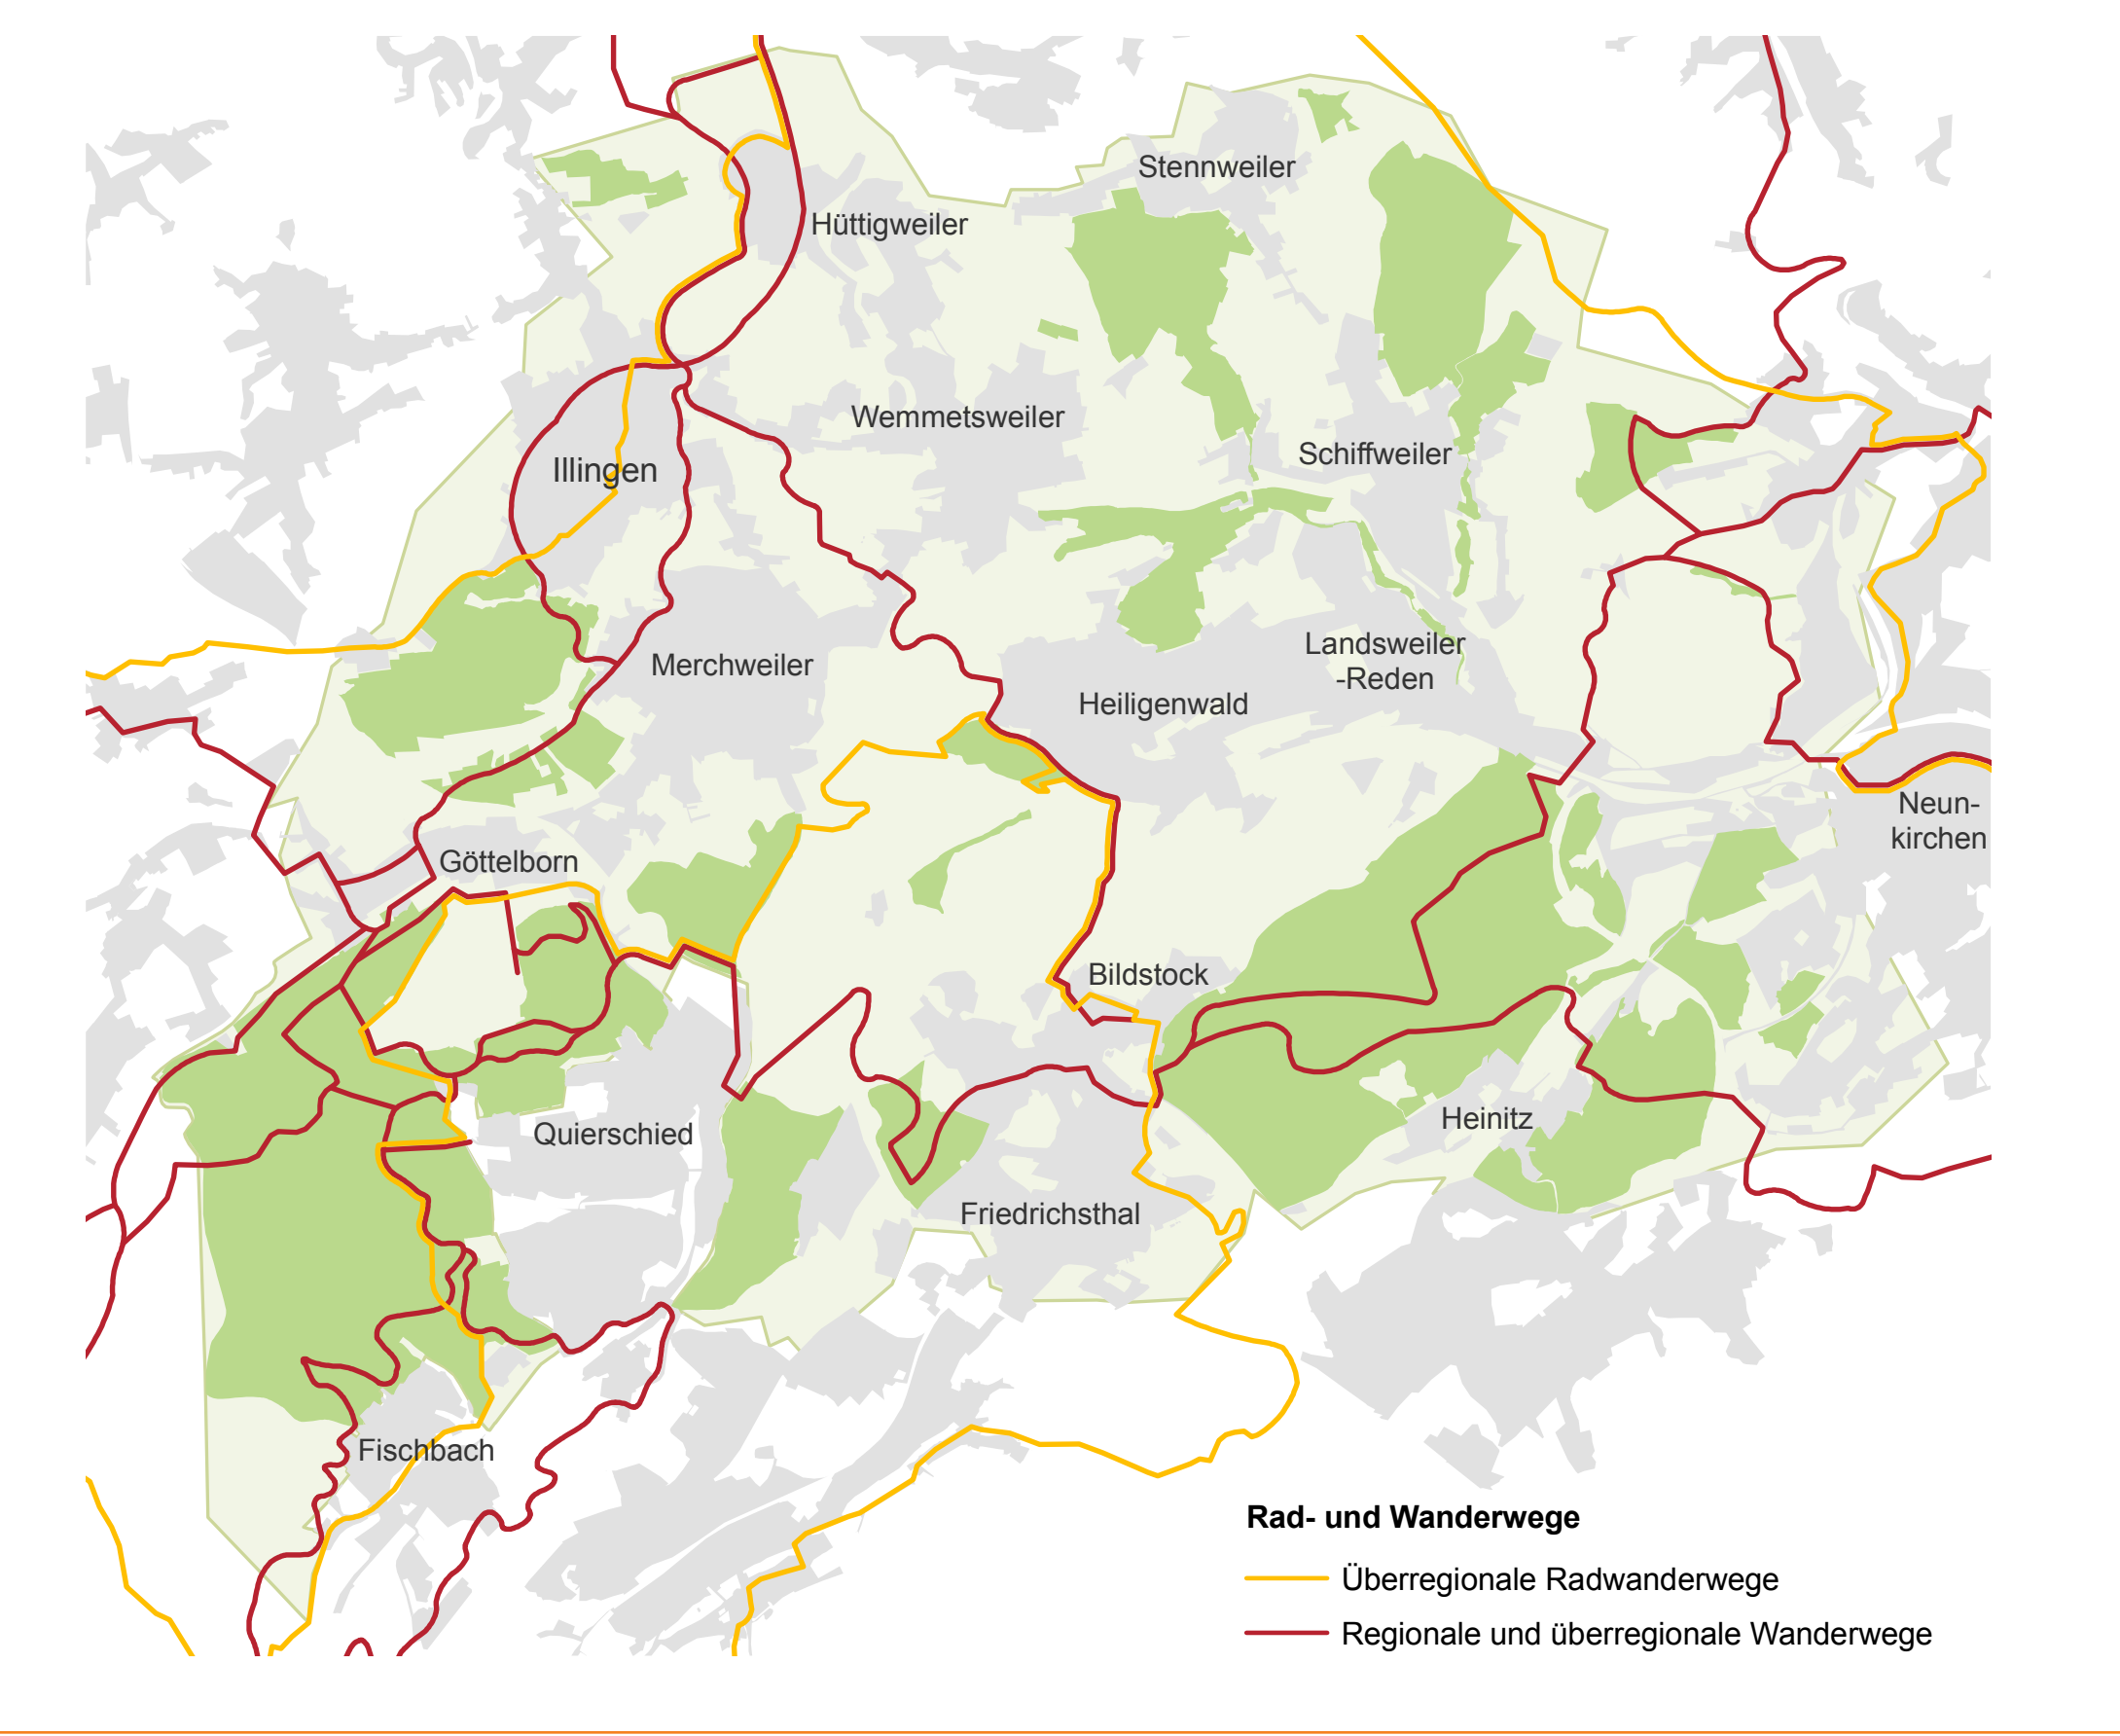 Stennweiler
Hüttigweiler
Wemmetsweiler
Schiffweiler
Illingen
Landsweiler
-Reden
Merchweiler
Heiligenwald
Neun-
kirchen
Göttelborn
Bildstock
Heinitz
Quierschied
Friedrichsthal
Fischbach
Rad- und Wanderwege
Überregionale Radwanderwege
Regionale und überregionale Wanderwege